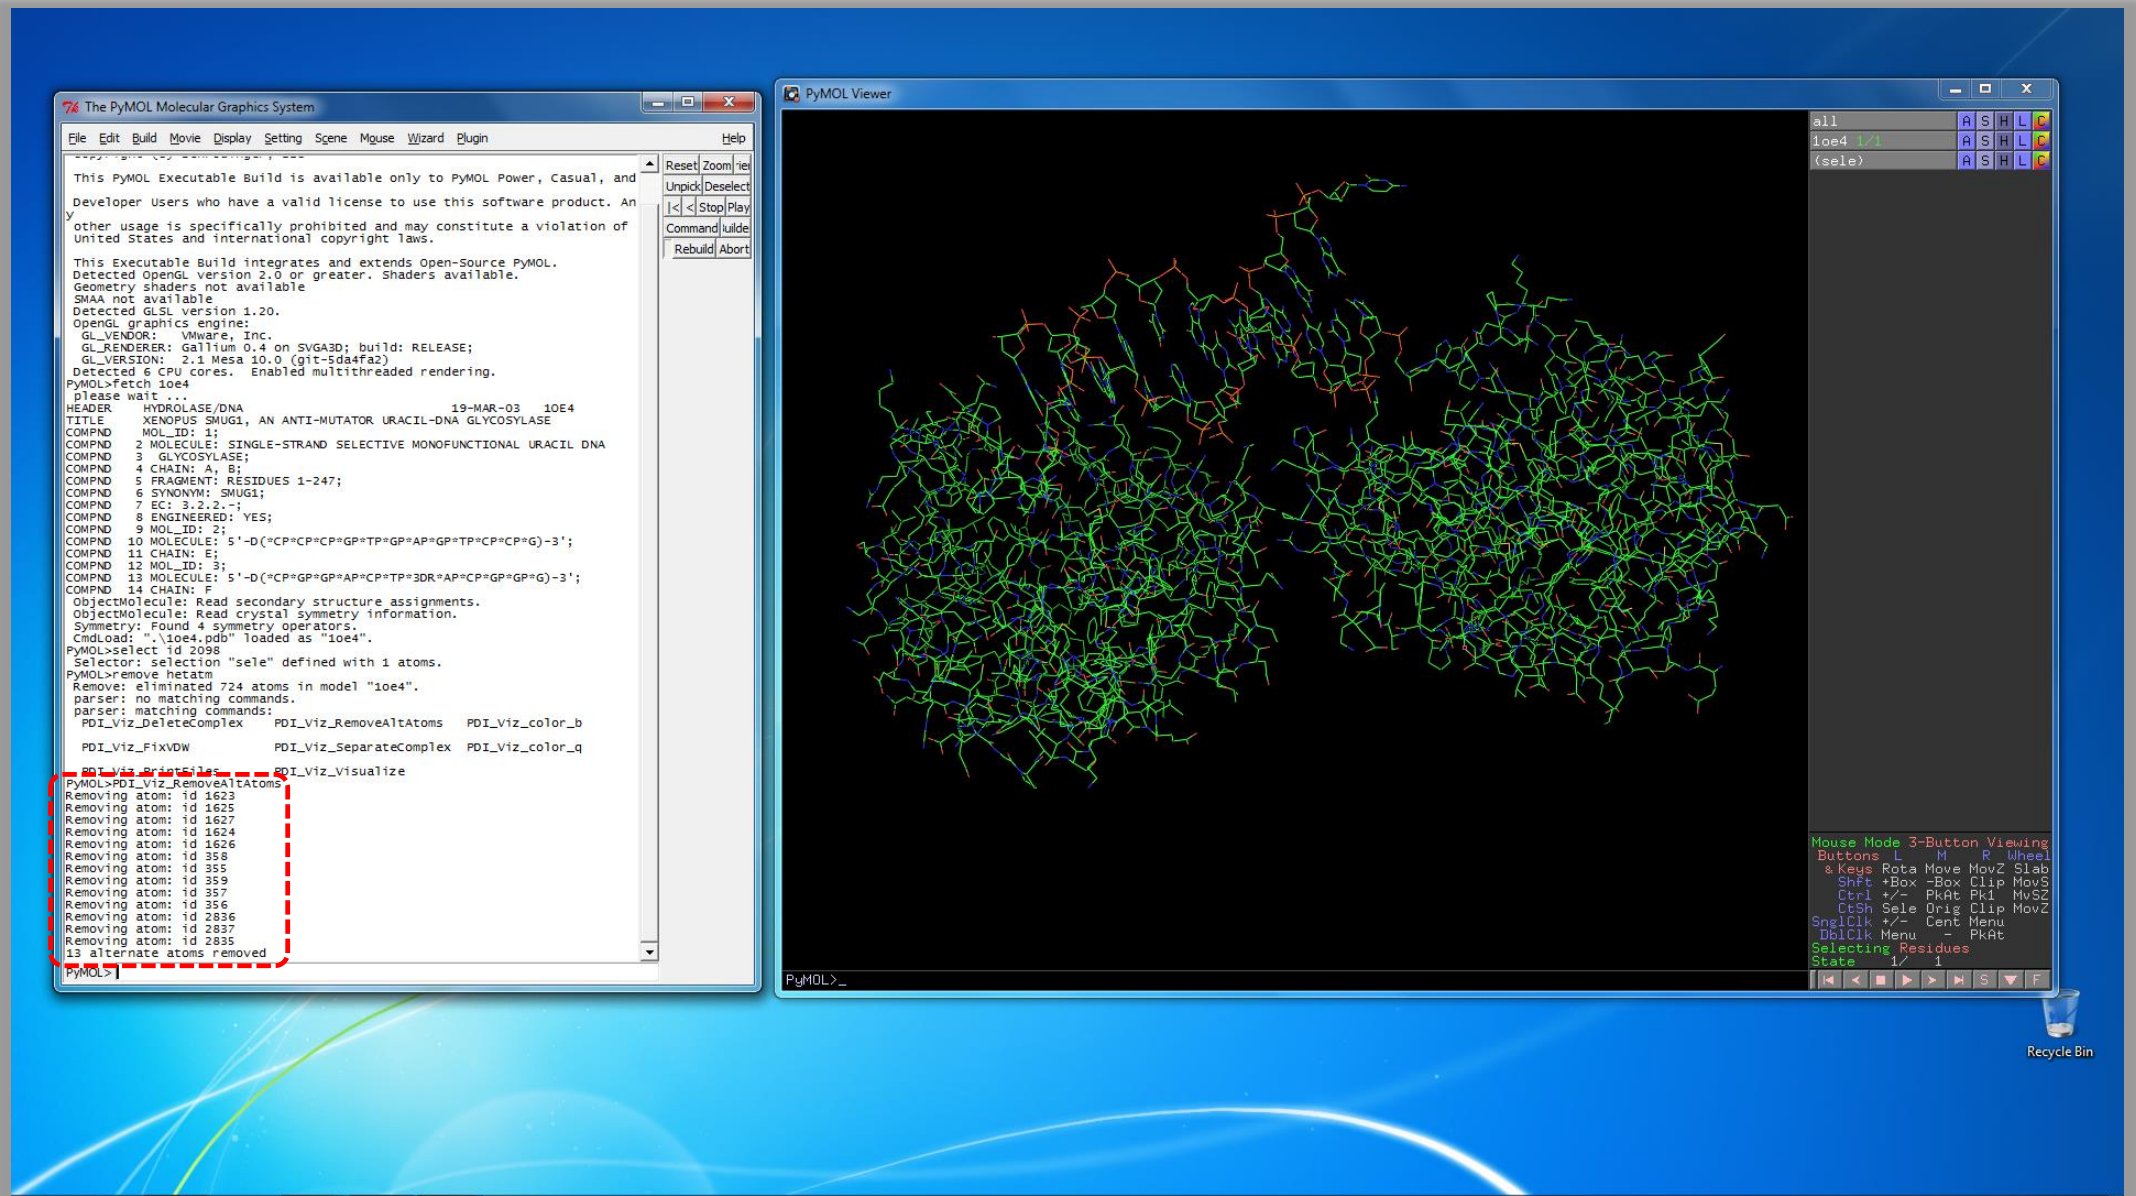 The PyMOL Molecular Graphics System
File Edit Build Movie Display Setting Scene Mouse Wizard Plugin Help
This PyMOL Executable Build is available only to PyMOL Power, Casual, and
Developer Users who have a valid license to use this software product. An
y
other usage is specifically prohibited and may constitute a violation of
United States and international copyright laws.
This Executable Build integrates and extends Open-Source PyMOL.
Detected OpenGL version 2.0 or greater. Shaders available.
Geometry shaders not available
SMAA not available
Detected GLSL version 1.20.
OpenGL graphics engine:
GL_VENDOR: VMware, Inc.
GL_RENDERER: Gallium 0.4 on SVGA3D; build: RELEASE;
GL_VERSION: 2.1 Mesa 10.0 (git-5da4fa2)
Detected 6 CPU cores. Enabled multithreaded rendering.
PyMOL>fetch 1oe4
please wait ...
HEADER HYDROLASE/DNA 19-MAR-03 1OE4
TITLE XENOPUS SMUG1, AN ANTI-MUTATOR URACIL-DNA GLYCOSYLASE
COMPND MOL_ID: 1;
COMPND 2 MOLECULE: SINGLE-STRAND SELECTIVE MONOFUNCTIONAL URACIL DNA
COMPND 3 GLYCOSYLASE;
COMPND 4 CHAIN: A, B;
COMPND 5 FRAGMENT: RESIDUES 1-247;
COMPND 6 SYNONYM: SMUG1;
COMPND 7 EC: 3.2.2.-;
COMPND 8 ENGINEERED: YES;
COMPND 9 MOL_ID: 2;
COMPND 10 MOLECULE: 5'-D(*CP*CP*CP*GP*TP*GP*AP*GP*TP*CP*CP*G)-3';
COMPND 11 CHAIN: E;
COMPND 12 MOL_ID: 3;
COMPND 13 MOLECULE: 5'-D(*CP*GP*GP*AP*CP*TP*3DR*AP*CP*GP*GP*G)-3';
COMPND 14 CHAIN: F
ObjectMolecule: Read secondary structure assignments.
ObjectMolecule: Read crystal symmetry information.
Symmetry: Found 4 symmetry operators.
CmdLoad: ".\1oe4.pdb" loaded as "1oe4".
PyMOL>select id 2098
Selector: selection "sele" defined with 1 atoms.
PyMOL>remove hetatm
Remove: eliminated 724 atoms in model "1oe4".
parser: no matching commands.
parser: matching commands:
PDI_Viz_DeleteComplex PDI_Viz_RemoveAltAtoms PDI_Viz_color_b
PDI_Viz_FixVDW PDI_Viz_SeparateComplex PDI_Viz_color_q
PDI_Viz_PrintFiles PDI_Viz_Visualize
PyMOL>PDI_Viz_RemoveAltAtoms
Removing atom: id 1623
Removing atom: id 1625
Removing atom: id 1627
Removing atom: id 1624
Removing atom: id 1626
Removing atom: id 358
Removing atom: id 355
Removing atom: id 359
Removing atom: id 357
Removing atom: id 356
Removing atom: id 2836
Removing atom: id 2837
Removing atom: id 2835
13 alternate atoms removed
PyMOL>
Reset Zoom
Unpick Deselect
|< < Stop Play
Command
Rebuild Abort
PyMOL Viewer
all A S H L C
1oe4 1/1 A S H L C
(sele) A S H L C
Mouse Mode 3-Button Viewing
Buttons L M R Wheel
& Keys Rota Move MovZ Slab
Shft +Box -Box Clip MovS
Ctrl +/- PkAt Pk1 MvSZ
CtSh Sele Orig Clip MovZ
SnglClk +/- Cent Menu
DblClk Menu - PkAt
Selecting Residues
State 1/ 1
S F
PyMOL>_
Recycle Bin